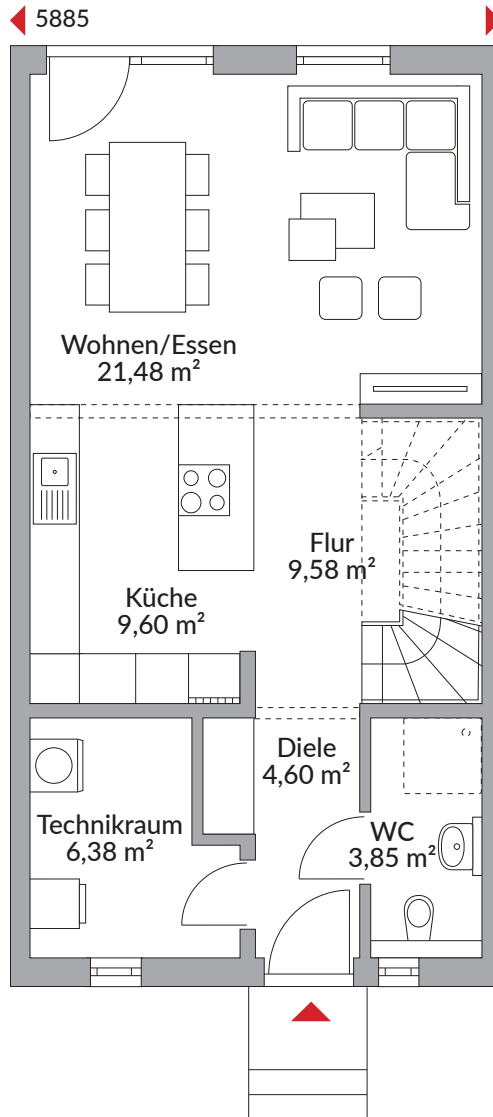 5885
Wohnen/Essen
21,48 m²
Flur
9,58 m²
Küche
9,60 m²
Diele
4,60 m²
Technikraum
6,38 m²
WC
3,85 m²